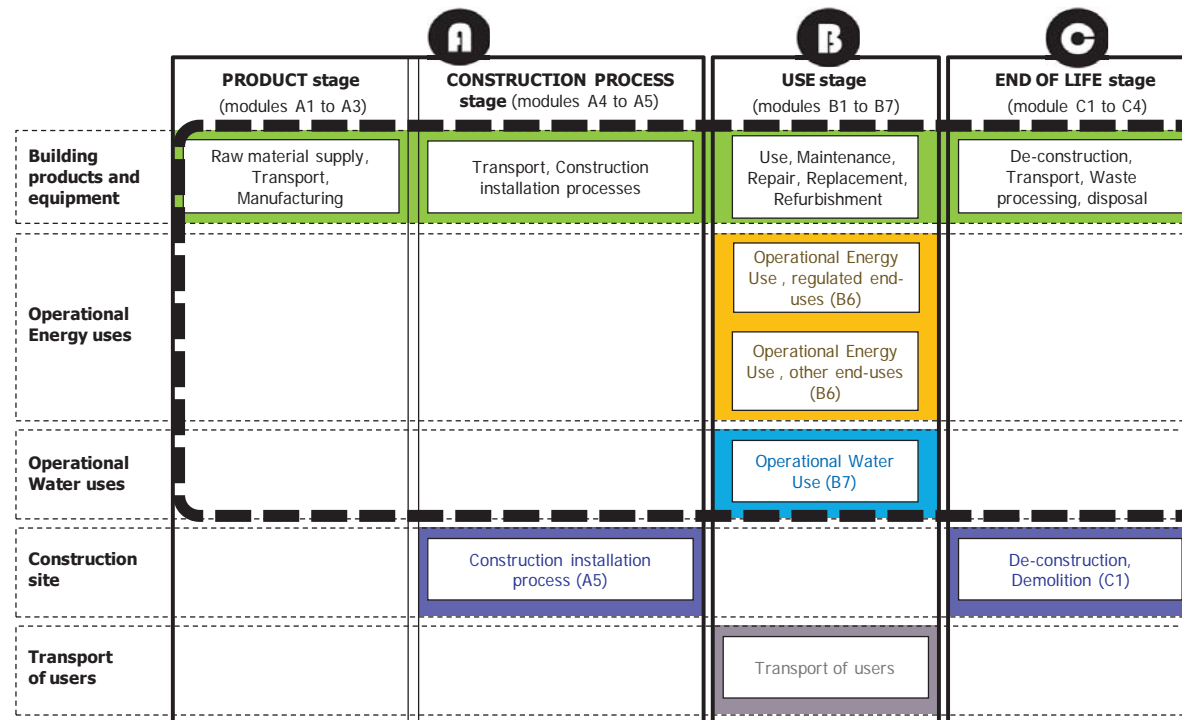 A
B
C
PRODUCT stage
(modules A1 to A3)
CONSTRUCTION PROCESS
stage (modules A4 to A5)
USE stage
(modules B1 to B7)
END OF LIFE stage
(module C1 to C4)
Building
products and
equipment
Raw material supply,
Transport,
Manufacturing
Transport, Construction
installation processes
Use, Maintenance,
Repair, Replacement,
Refurbishment
De-construction,
Transport, Waste
processing, disposal
Operational
Energy uses
Operational Energy
Use , regulated end-
uses (B6)
Operational Energy
Use , other end-uses
(B6)
Operational
Water uses
Operational Water
Use (B7)
Construction
site
Construction installation
process (A5)
De-construction,
Demolition (C1)
Transport
of users
Transport of users